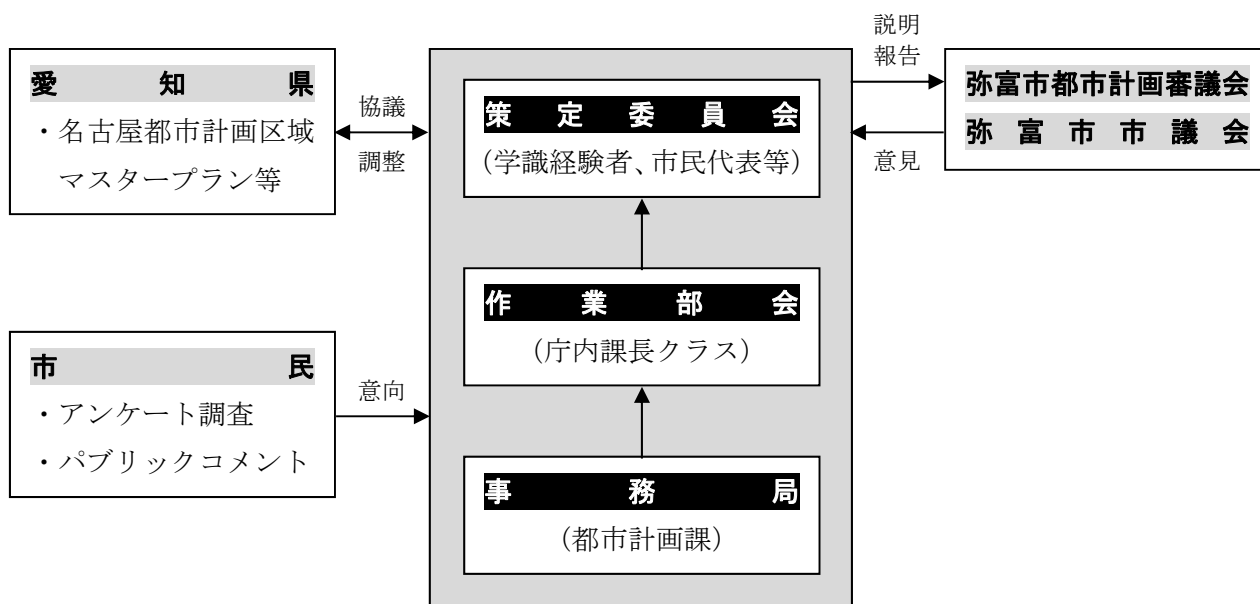 愛知県
・名古屋都市計画区域
マスタープラン等
協議
調整
市民
・アンケート調査
・パブリックコメント
意向
策定委員会
（学識経験者、市民代表等）
作業部会
（庁内課長クラス）
事務局
（都市計画課）
説明
報告
意見
弥富市都市計画審議会
弥富市市議会